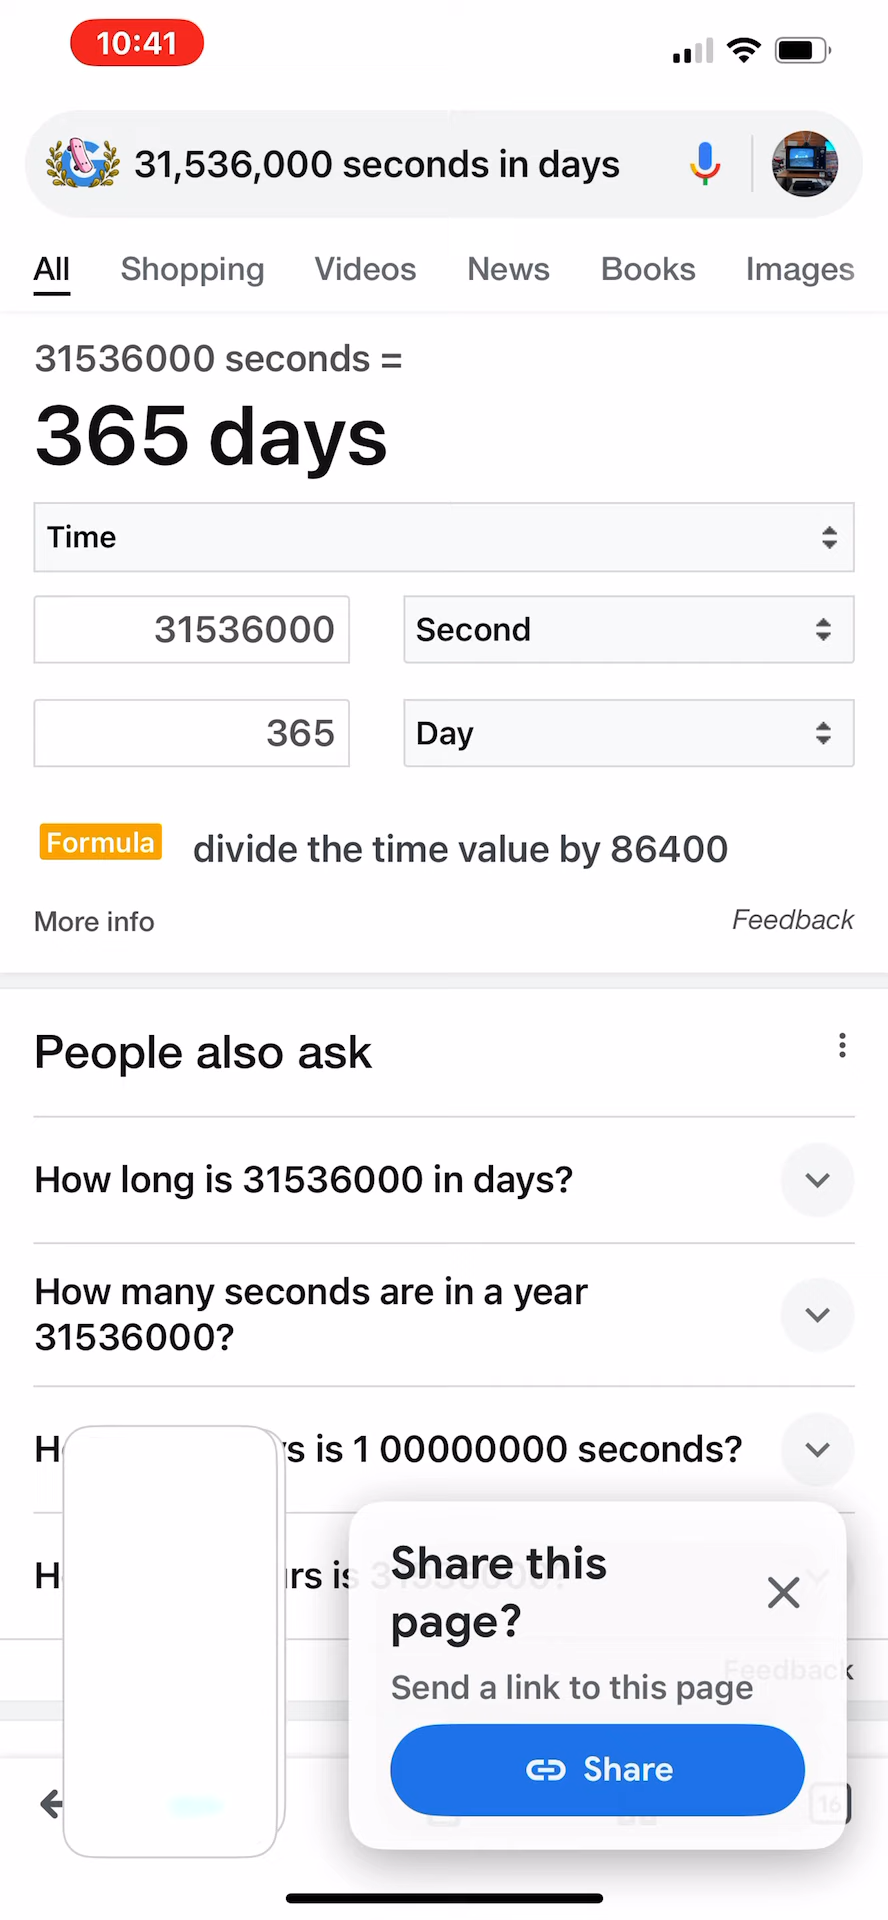 10:41
31,536,000 seconds in days
All Shopping Videos News Books Images
31536000 seconds =
365 days
Time
31536000 Second
365 Day
Formula divide the time value by 86400
More info Feedback
People also ask
How long is 31536000 in days?
How many seconds are in a year
31536000?
is 1 00000000 seconds?
is
Share this
page?
Feedback
Send a link to this page
Share
16